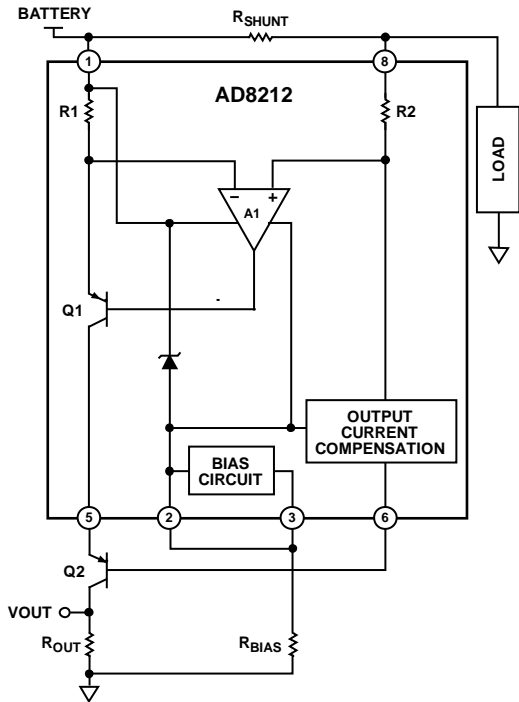 BATTERY
RSHUNT
1
8
AD8212
R1
R2
LOAD
− +
A1
Q1
OUTPUT
CURRENT
COMPENSATION
BIAS
CIRCUIT
5
2
3
6
Q2
VOUT
ROUT
RBIAS